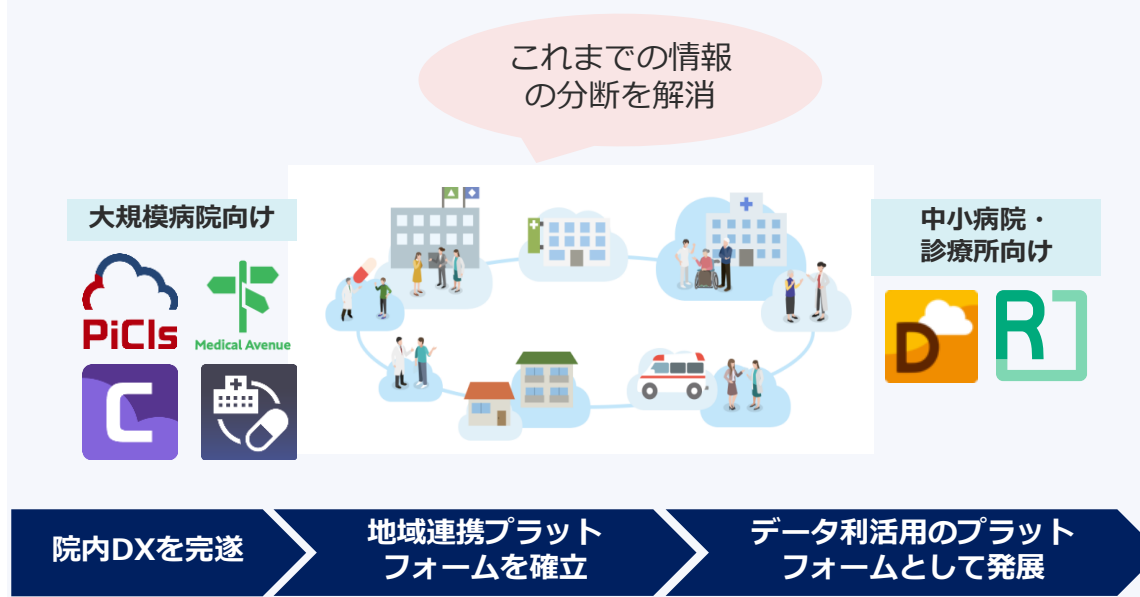 これまでの情報
の分断を解消
大規模病院向け
PiCls
Medical Avenue
C
中小病院・
診療所向け
D
R
院内DXを完遂
地域連携プラット
フォームを確立
データ利活用のプラット
フォームとして発展